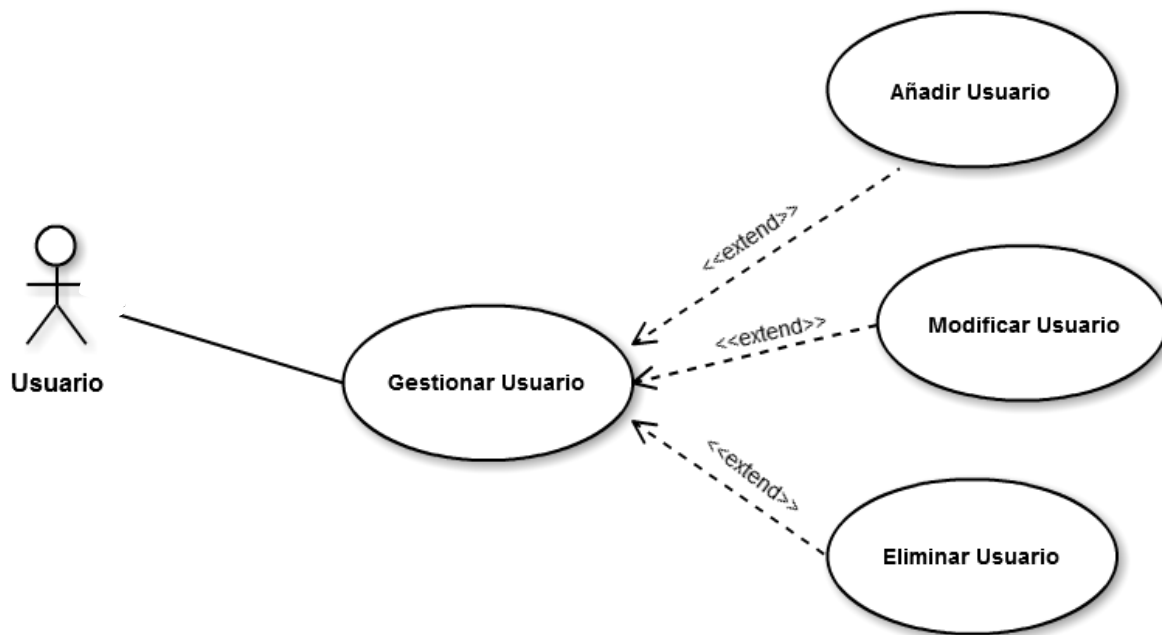 Añadir Usuario
<<extend>>
Modificar Usuario
<<extend>>
Usuario
Gestionar Usuario
<<extend>>
Eliminar Usuario